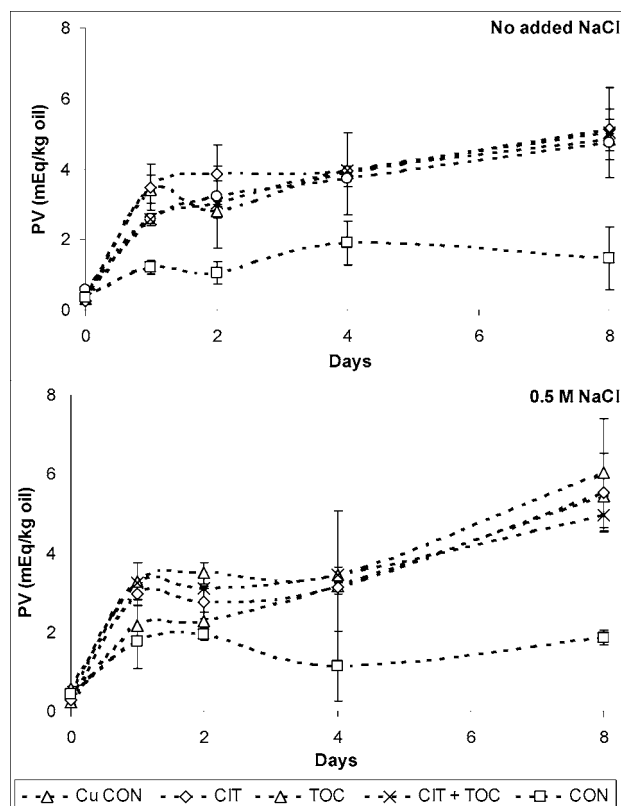 No added NaCl
PV (mEq/kg oil)
8
6
4
2
0
0 2 4 6 8
Days
0.5 M NaCl
PV (mEq/kg oil)
8
6
4
2
0
0 2 4 6 8
Days
Cu CON CIT TOC CIT + TOC CON